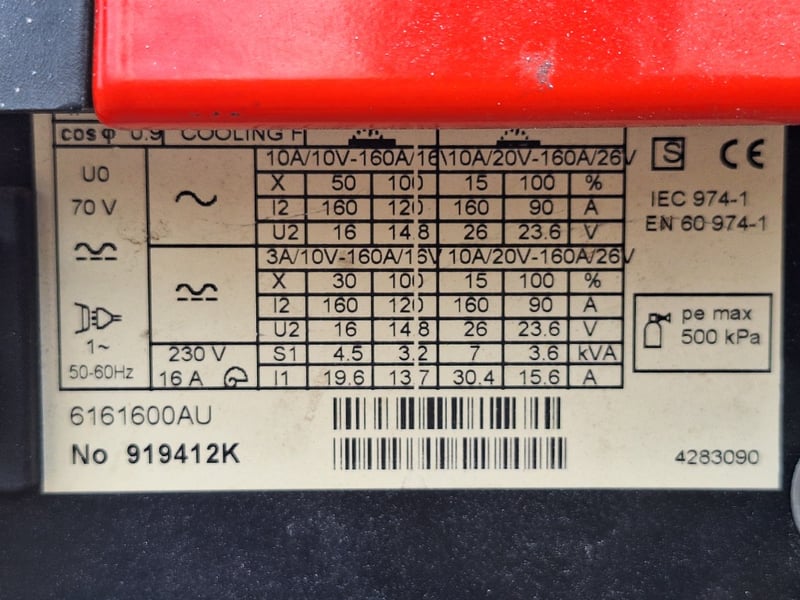 cos φ 0.9 COOLING F
U0
70 V
10A/10V-160A/16V 10A/20V-160A/26V
X 50 100 15 100 %
I2 160 120 160 90 A
U2 16 14.8 26 23.6 V
3A/10V-160A/16V 10A/20V-160A/26V
X 30 100 15 100 %
I2 160 120 160 90 A
U2 16 14.8 26 23.6 V
1~
50-60Hz
230 V
16 A
S1 4.5 3.2 7 3.6 kVA
I1 19.6 13.7 30.4 15.6 A
S CE
IEC 974-1
EN 60 974-1
pe max
500 kPa
6161600AU
No 919412K
4283090